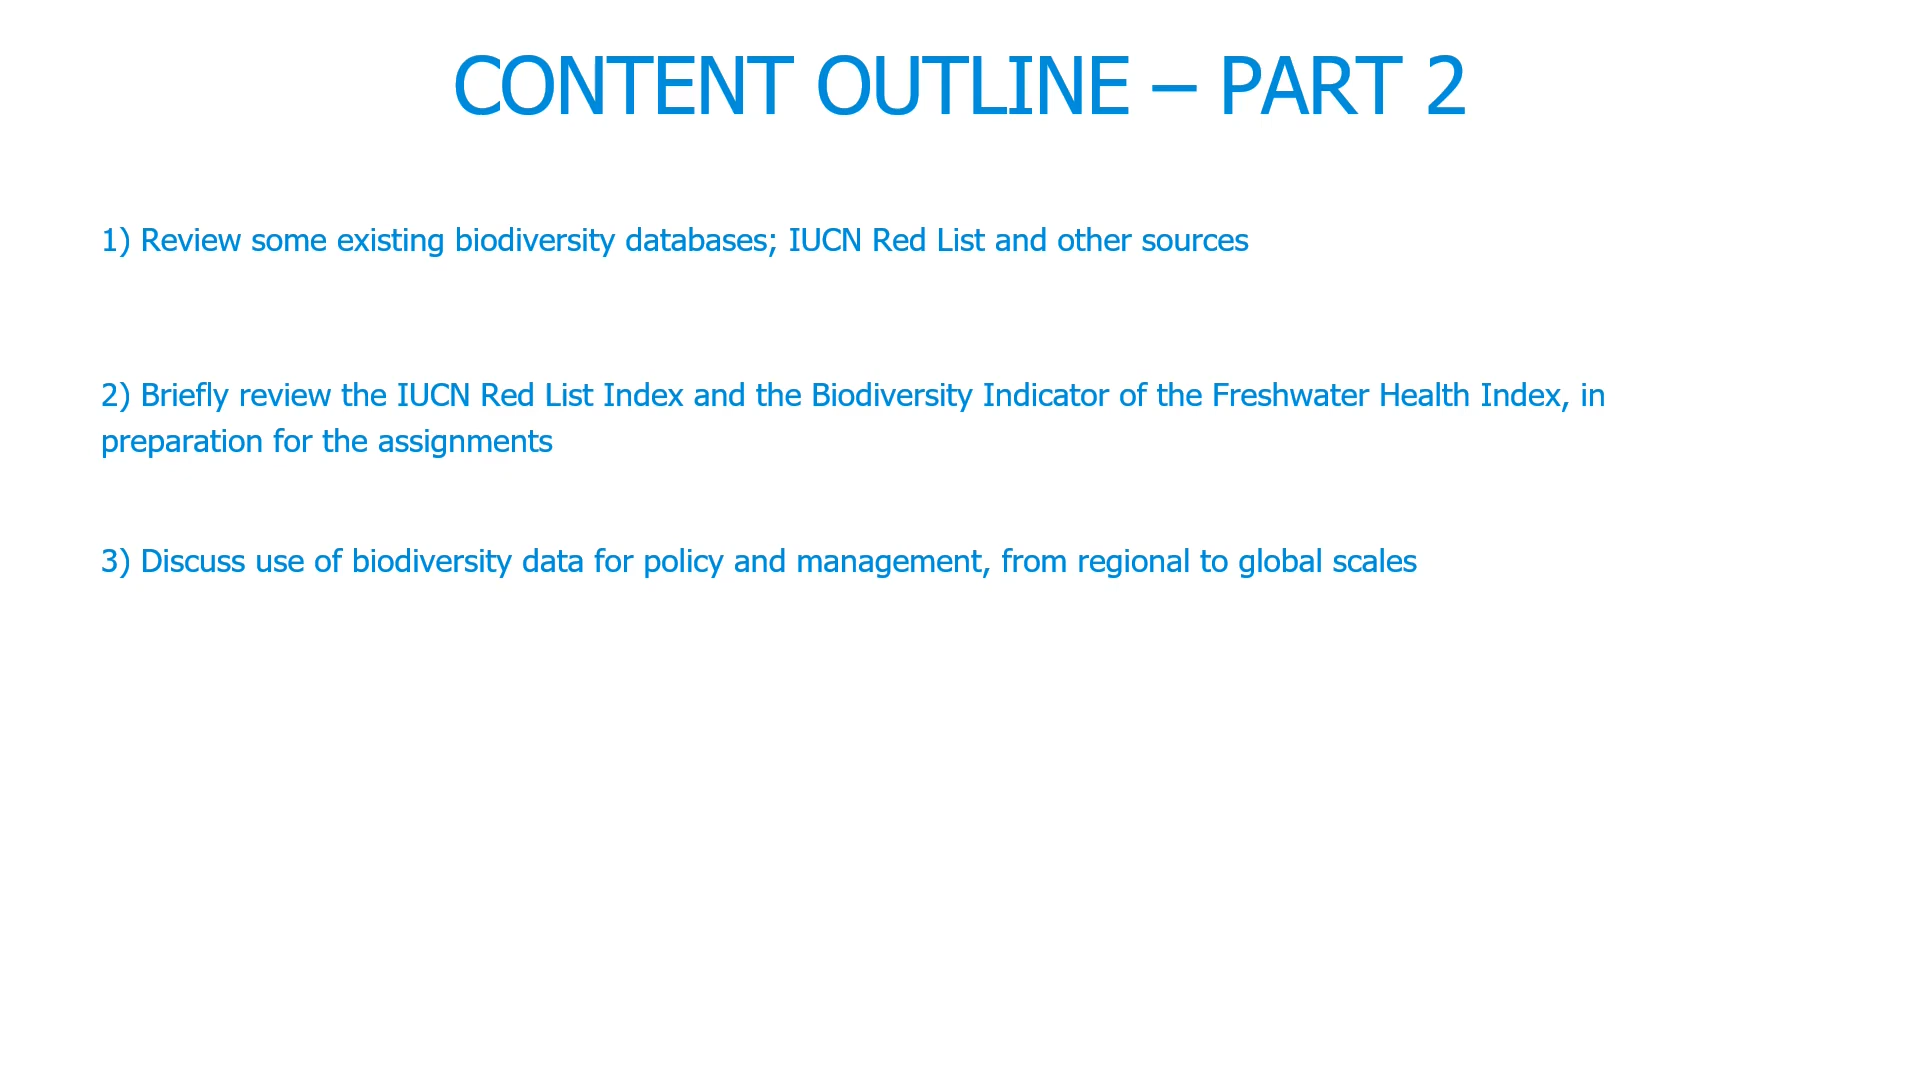 CONTENT OUTLINE – PART 2
1) Review some existing biodiversity databases; IUCN Red List and other sources
2) Briefly review the IUCN Red List Index and the Biodiversity Indicator of the Freshwater Health Index, in
preparation for the assignments
3) Discuss use of biodiversity data for policy and management, from regional to global scales